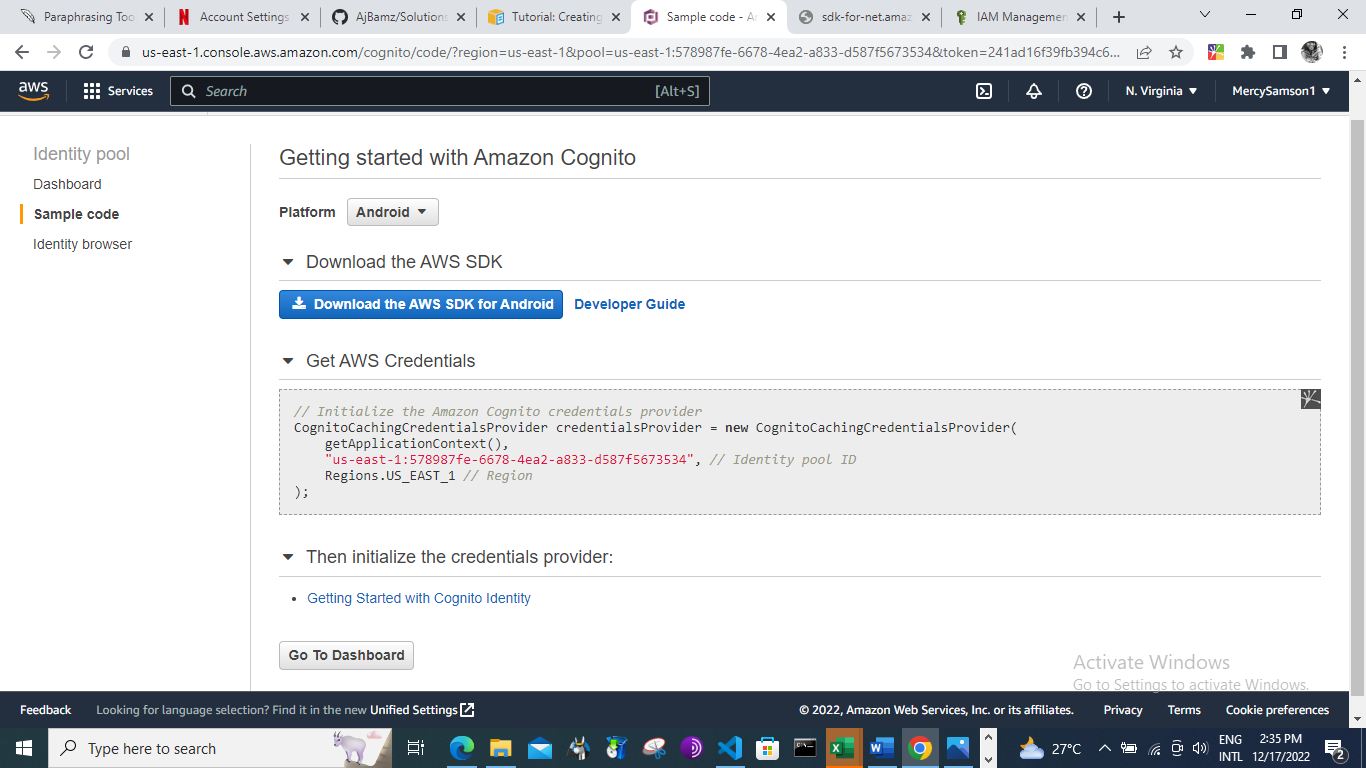 Paraphrasing Too
Account Settings
AjBamz/Solutions
Tutorial: Creating
Sample code - A
sdk-for-net.amaz
IAM Managemen
us-east-1.console.aws.amazon.com/cognito/code/?region=us-east-1&pool=us-east-1:578987fe-6678-4ea2-a833-d587f5673534&token=241ad16f39fb394c6...
aws
Services
Search
[Alt+S]
N. Virginia
MercySamson1
Identity pool
Dashboard
Sample code
Identity browser
Getting started with Amazon Cognito
Platform
Android
Download the AWS SDK
Download the AWS SDK for Android
Developer Guide
Get AWS Credentials
// Initialize the Amazon Cognito credentials provider
CognitoCachingCredentialsProvider credentialsProvider = new CognitoCachingCredentialsProvider(
getApplicationContext(),
"us-east-1:578987fe-6678-4ea2-a833-d587f5673534", // Identity pool ID
Regions.US_EAST_1 // Region
);
Then initialize the credentials provider:
Getting Started with Cognito Identity
Go To Dashboard
Activate Windows
Go to Settings to activate Windows.
Feedback
Looking for language selection? Find it in the new Unified Settings
© 2022, Amazon Web Services, Inc. or its affiliates.
Privacy
Terms
Cookie preferences
Type here to search
27°C
ENG
INTL
2:35 PM
12/17/2022
2